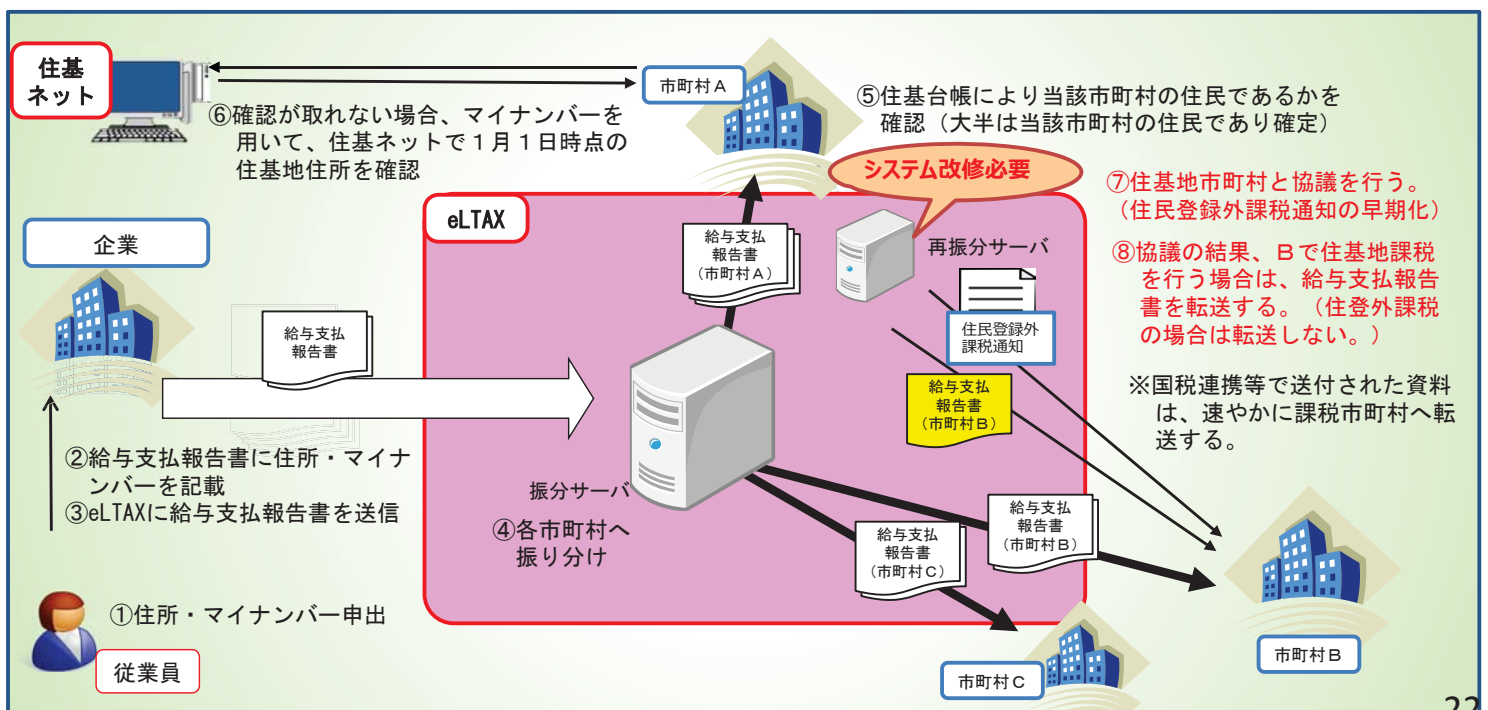 住基
ネット
市町村A
⑥確認が取れない場合、マイナンバーを
用いて、住基ネットで１月１日時点の
住基地住所を確認
⑤住基台帳により当該市町村の住民であるかを
確認（大半は当該市町村の住民であり確定）
システム改修必要
⑦住基地市町村と協議を行う。
（住民登録外課税通知の早期化）
⑧協議の結果、Ｂで住基地課税
を行う場合は、給与支払報告
書を転送する。（住登外課税
の場合は転送しない。）
※国税連携等で送付された資料
は、速やかに課税市町村へ転
送する。
eLTAX
給与支払
報告書
（市町村A）
再振分サーバ
住民登録外
課税通知
給与支払
報告書
（市町村B）
企業
給与支払
報告書
②給与支払報告書に住所・マイナ
ンバーを記載
③eLTAXに給与支払報告書を送信
振分サーバ
④各市町村へ
振り分け
給与支払
報告書
（市町村B）
給与支払
報告書
（市町村C）
①住所・マイナンバー申出
従業員
市町村C
市町村B
22